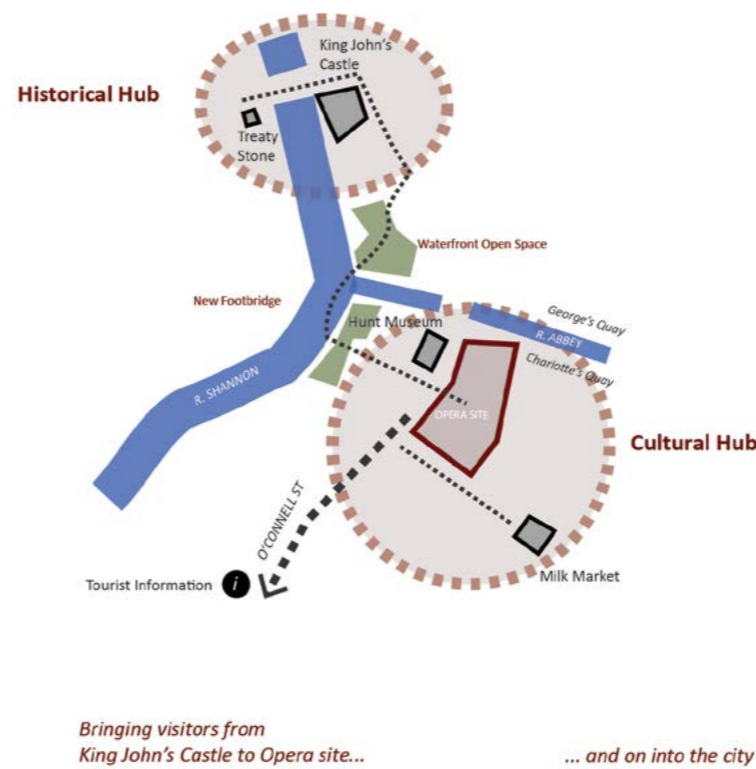 King John's
Castle
Historical Hub
Treaty
Stone
Waterfront Open Space
New Footbridge
George's Quay
Hunt Museum
R. ABBEY
Charlotte's Quay
R. SHANNON
OPERA SITE
Cultural Hub
O'CONNELL ST
Tourist Information
i
Milk Market
Bringing visitors from
King John's Castle to Opera site...
... and on into the city